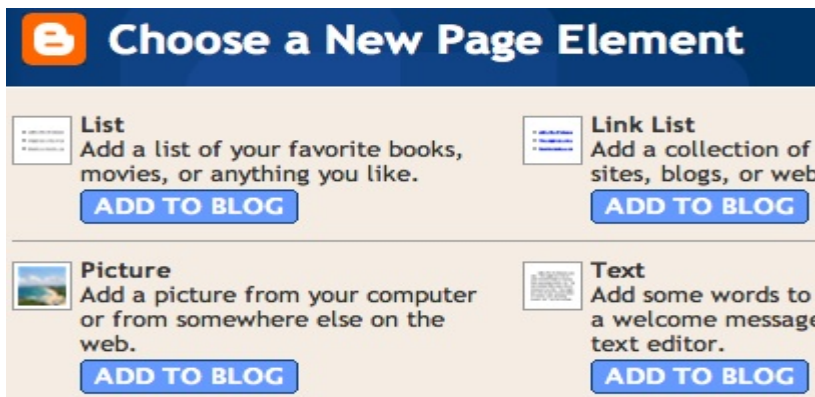 Choose a New Page Element
List
Add a list of your favorite books,
movies, or anything you like.
ADD TO BLOG
Link List
Add a collection of
sites, blogs, or web
ADD TO BLOG
Picture
Add a picture from your computer
or from somewhere else on the
web.
ADD TO BLOG
Text
Add some words to
a welcome message
text editor.
ADD TO BLOG